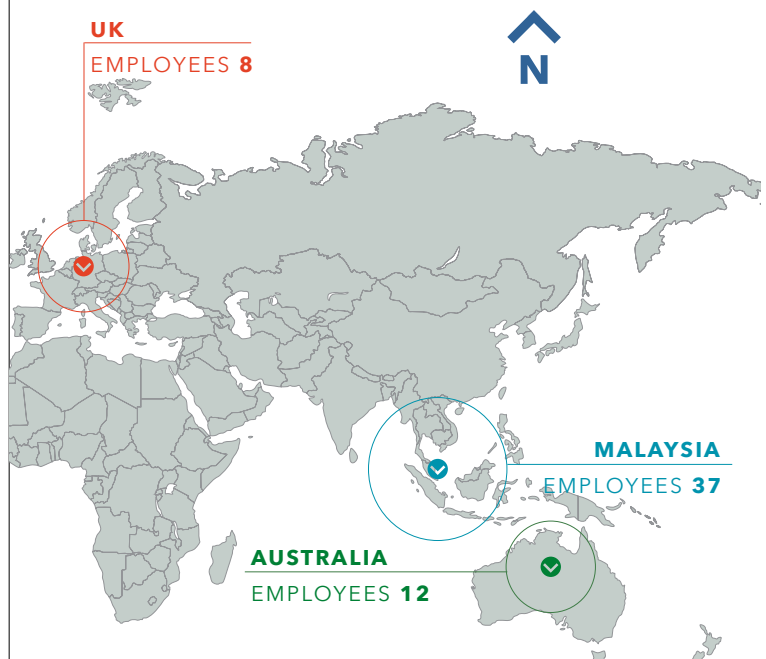 UK
EMPLOYEES 8
N
MALAYSIA
EMPLOYEES 37
AUSTRALIA
EMPLOYEES 12